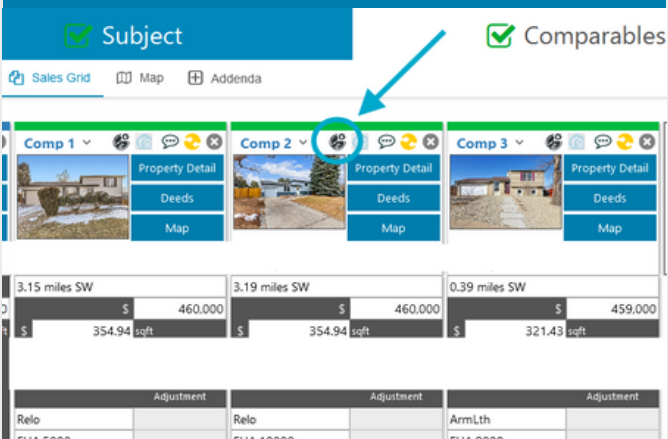 Subject
Comparables
Sales Grid Map Addenda
Comp 1 Comp 2 Comp 3
Property Detail Property Detail Property Detail
Deeds Deeds Deeds
Map Map Map
3.15 miles SW 3.19 miles SW 0.39 miles SW
$ 460,000 $ 460,000 $ 459,000
$ 354.94 sqft $ 354.94 sqft $ 321.43 sqft
Adjustment Adjustment Adjustment
Relo Relo ArmLth